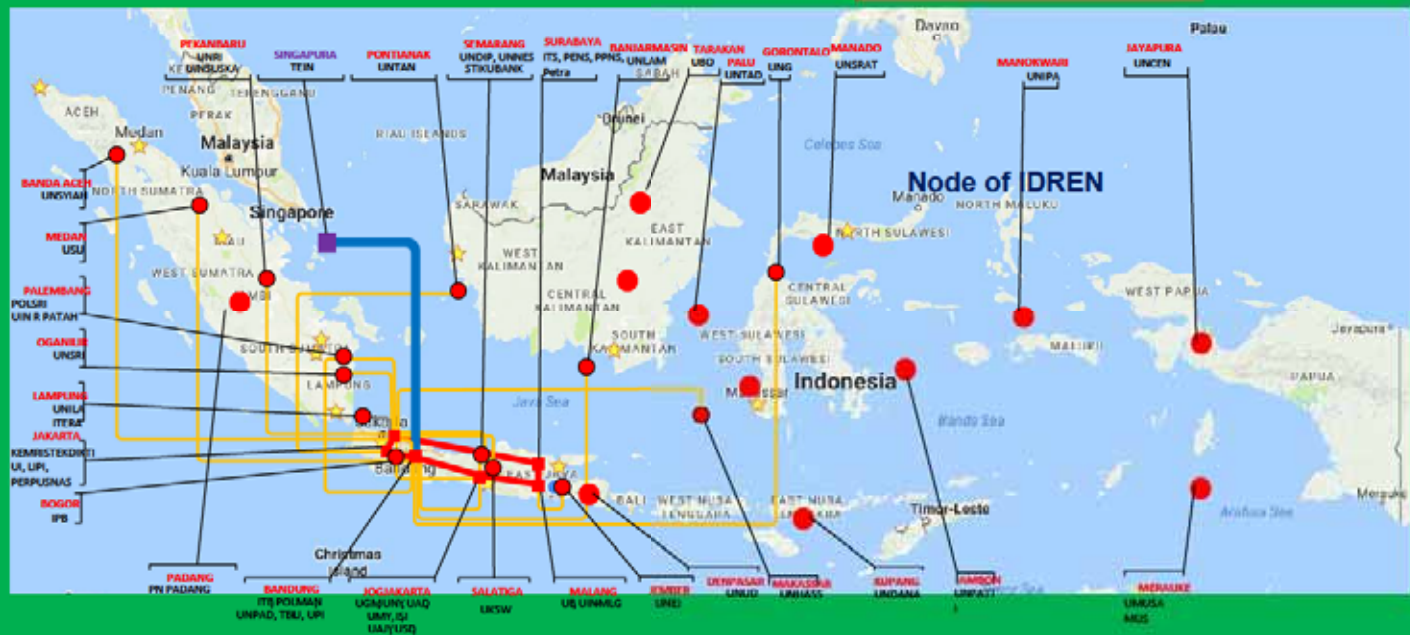 Davao
Palau
PEKANBARU
UNRI
UINSUSKA
SINGAPURA
TEIN
PONTIANAK
UNTAN
SEMARANG
UNDIP, UNNES
STIKUBANK
SURABAYA
ITS, PENS, PPNS,
Petra
BANJARMASIN
UNLAM
TARAKAN
UBO
PALU
UNTAD
GORONTALO
UNG
MANADO
UNSRAT
MANOKWARI
UNIPA
JAYAPURA
UNCEN
SABAH
PENANG
TERENGGANU
ACEH
PERAK
Medan
RIAU ISLANDS
Brunei
Malaysia
Kuala Lumpur
Celebes Sea
Malaysia
Node of IDREN
BANDA ACEH
UNSYIAH
NORTH SUMATRA
Manado
NORTH MALUKU
SARAWAK
Singapore
EAST
KALIMANTAN
NORTH SULAWESI
MEDAN
USU
RIAU
WEST
KALIMANTAN
WEST SUMATRA
CENTRAL
SULAWESI
WEST PAPUA
PALEMBANG
POLSRI
UIN R PATAH
CENTRAL
KALIMANTAN
OGANILIR
UNSRI
SOUTH SUMATRA
SOUTH
KALIMANTAN
WEST SULAWESI
MALUKU
Jayapura
SOUTH SULAWESI
LAMPUNG
Indonesia
PAPUA
LAMPUNG
UNILA
ITERA
Java Sea
Banda Sea
JAKARTA
KEMRISTEKDIKTI
UI, LIPI,
PERPUSNAS
BALI
WEST NUSA
TENGGARA
EAST NUSA
Timor-Leste
Arafura Sea
Merauke
BOGOR
IPB
Christmas
Island
PADANG
PN PADANG
BANDUNG
ITB POLMAN
UNPAD, TELU, UPI
JOGJAKARTA
UGM UNY, UAD
UMY, ISI
SALATIGA
UKSW
MALANG
UB, UINMLG
JEMBER
UNEJ
DENPASAR
UNUD
MAKASSAR
UNHASS
KUPANG
UNDANA
AMBON
UNPATI
MERAUKE
UMUSA
MUS